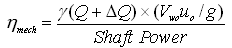 η_mech = γ(Q + ΔQ) × (V_wo u_o / g) / Shaft Power